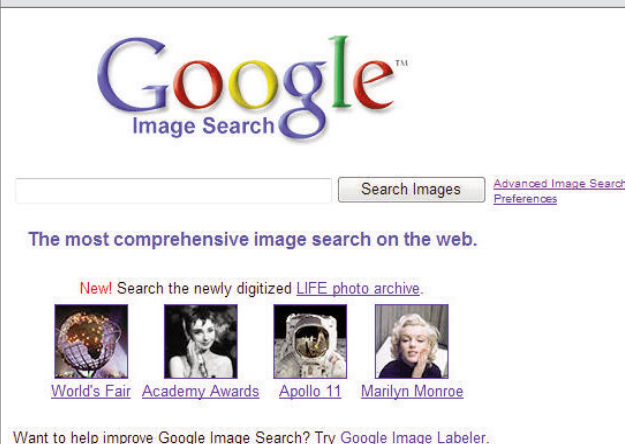 Google™
Image Search
Search Images
Advanced Image Search
Preferences
The most comprehensive image search on the web.
New! Search the newly digitized LIFE photo archive.
World's Fair Academy Awards Apollo 11 Marilyn Monroe
Want to help improve Google Image Search? Try Google Image Labeler.